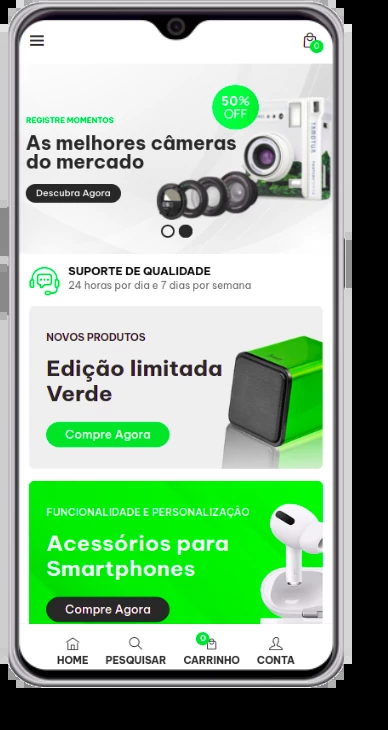 0
50%
OFF
REGISTRE MOMENTOS
As melhores câmeras
do mercado
Descubra Agora
SUPORTE DE QUALIDADE
24 horas por dia e 7 dias por semana
NOVOS PRODUTOS
Edição limitada
Verde
Compre Agora
FUNCIONALIDADE E PERSONALIZAÇÃO
Acessórios para
Smartphones
Compre Agora
0
HOME PESQUISAR CARRINHO CONTA